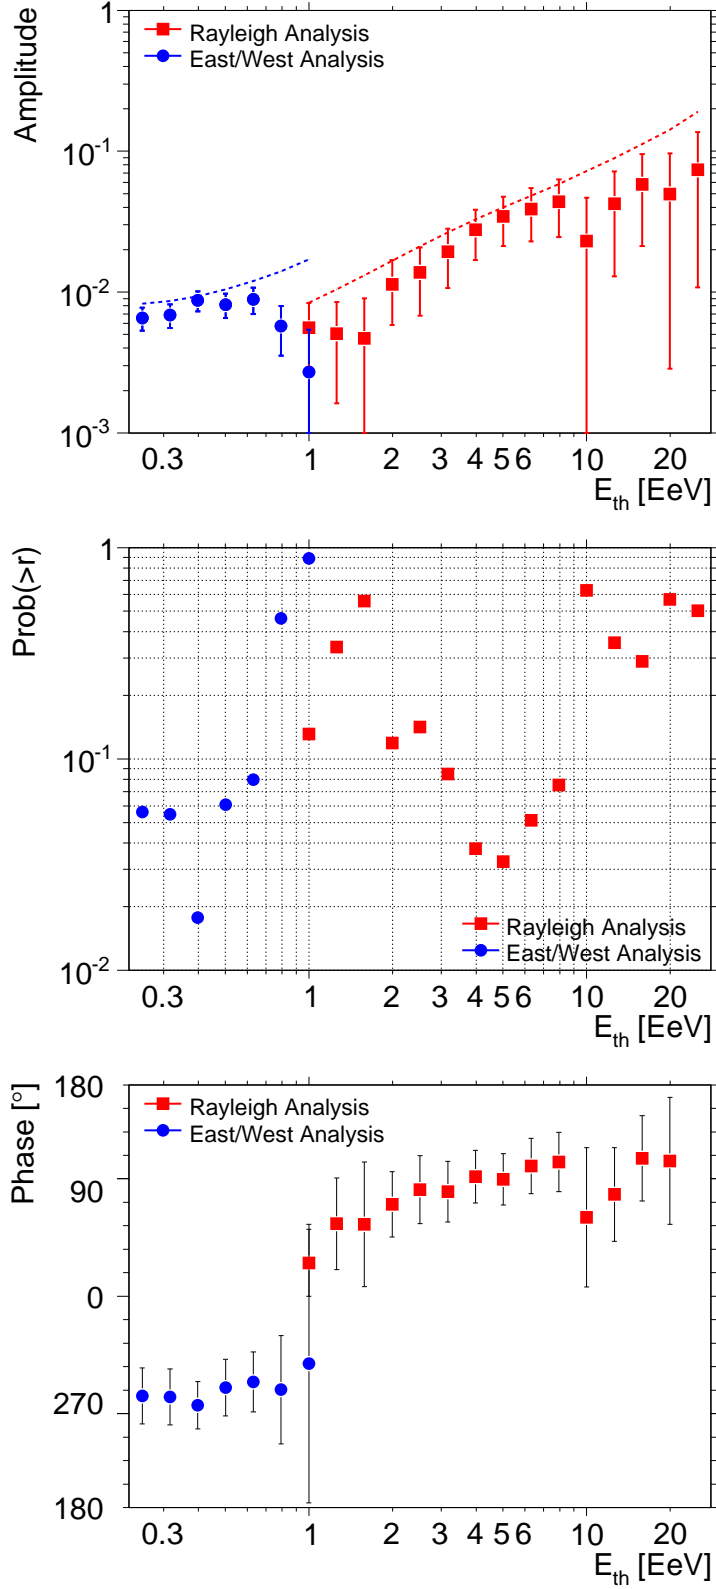 Amplitude
1
10-1
10-2
10-3
Rayleigh Analysis
East/West Analysis
0.3 1 2 3 4 5 6 10 20
Eth [EeV]
Prob(>r)
1
10-1
10-2
Rayleigh Analysis
East/West Analysis
0.3 1 2 3 4 5 6 10 20
Eth [EeV]
Phase [°]
180
90
0
270
180
Rayleigh Analysis
East/West Analysis
0.3 1 2 3 4 5 6 10 20
Eth [EeV]